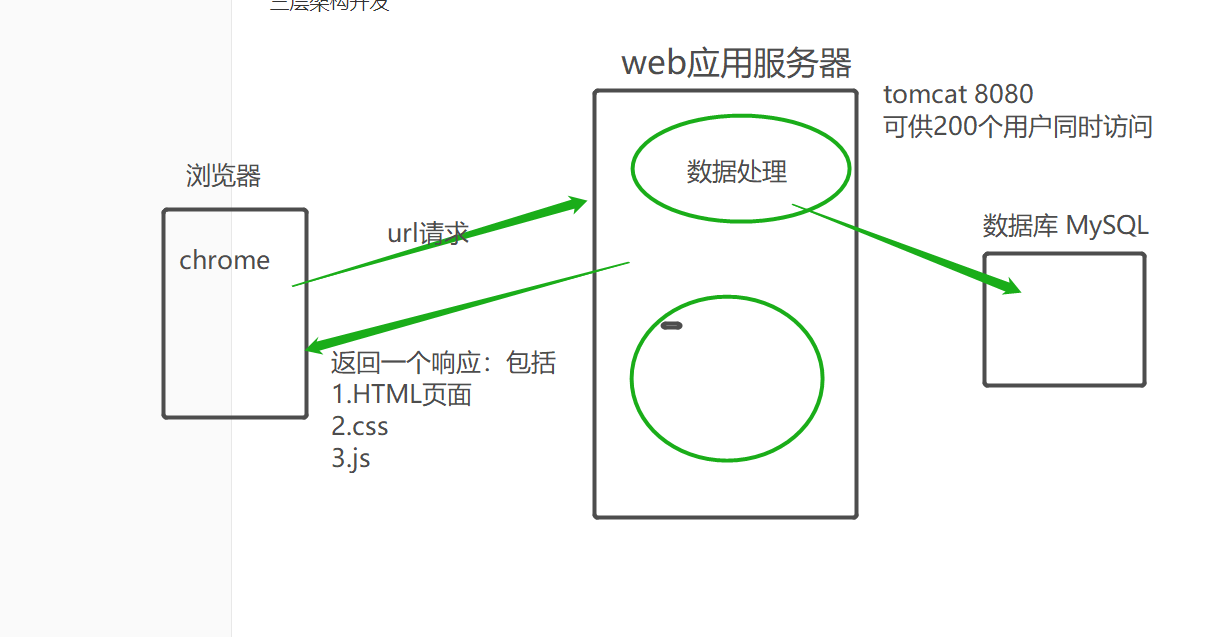 三层架构开发
web应用服务器
tomcat 8080
可供200个用户同时访问
浏览器
数据处理
url请求
数据库 MySQL
chrome
返回一个响应：包括
1.HTML页面
2.css
3.js